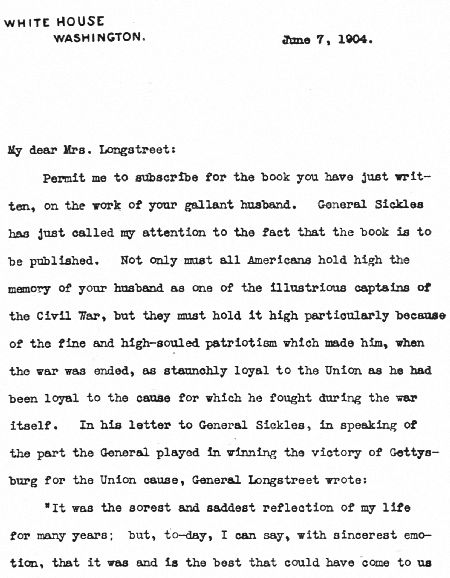 WHITE HOUSE
WASHINGTON.
June 7, 1904.
My dear Mrs. Longstreet:
Permit me to subscribe for the book you have just writ-
ten, on the work of your gallant husband. General Sickles
has just called my attention to the fact that the book is to
be published. Not only must all Americans hold high the
memory of your husband as one of the illustrious captains of
the Civil War, but they must hold it high particularly because
of the fine and high-souled patriotism which made him, when
the war was ended, as staunchly loyal to the Union as he had
been loyal to the cause for which he fought during the war
itself. In his letter to General Sickles, in speaking of
the part the General played in winning the victory of Gettys-
burg for the Union cause, General Longstreet wrote:
"It was the sorest and saddest reflection of my life
for many years; but, to-day, I can say, with sincerest emo-
tion, that it was and is the best that could have come to us